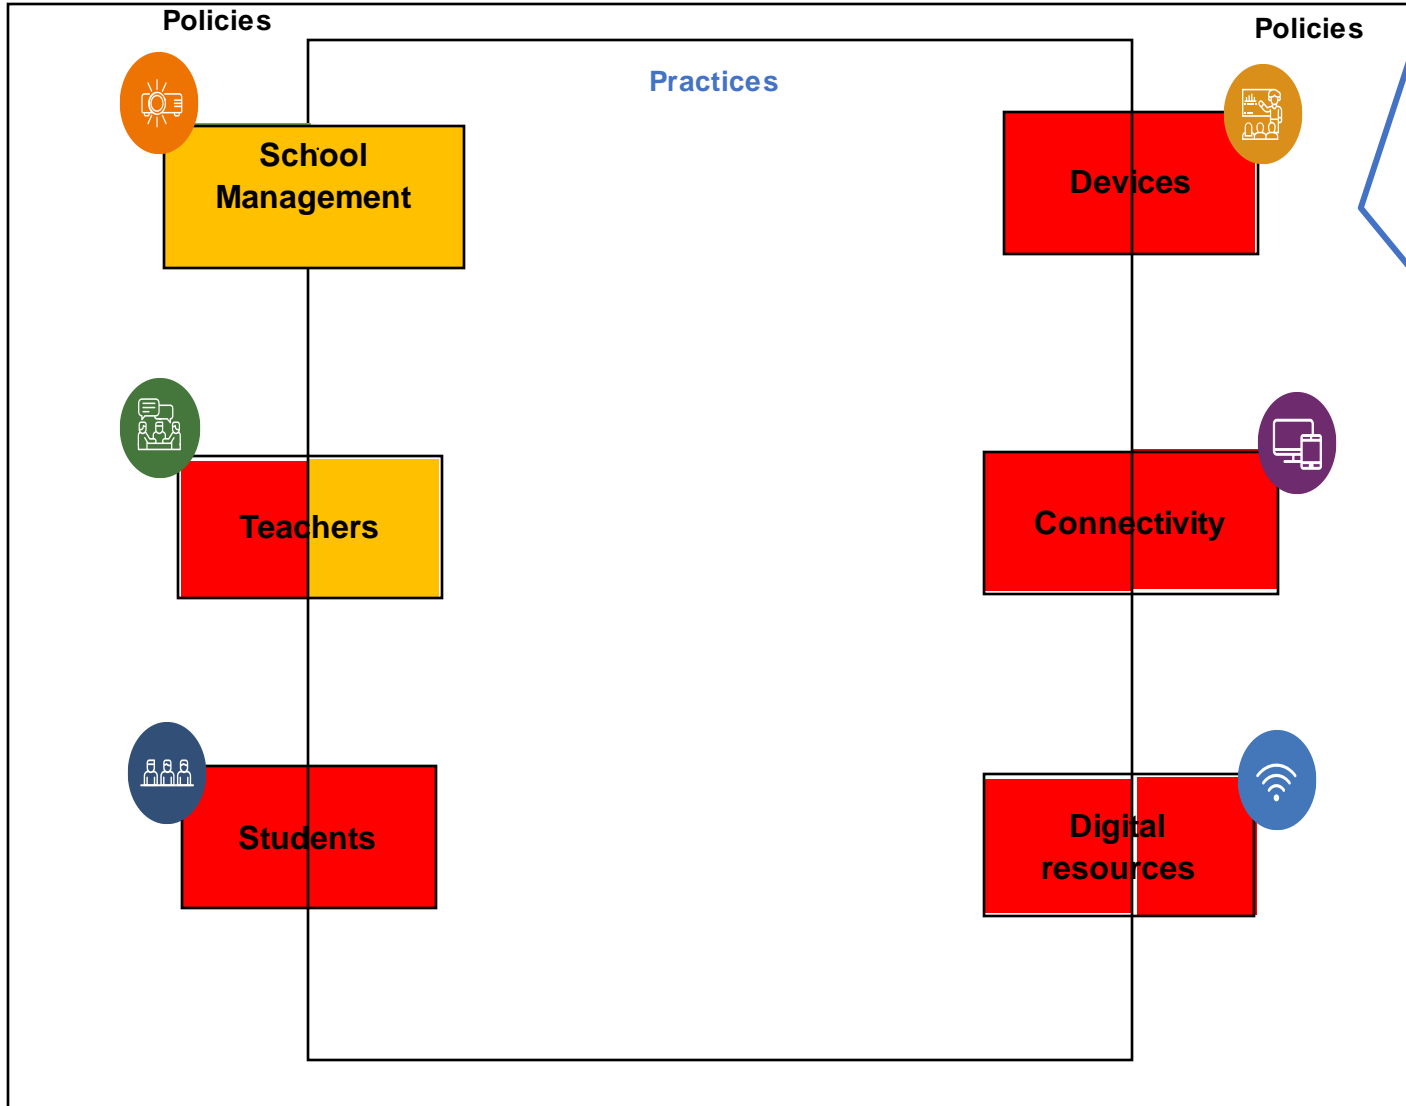 Policies
Policies
Practices
School
Management
Devices
Teachers
Connectivity
Students
Digital
resources